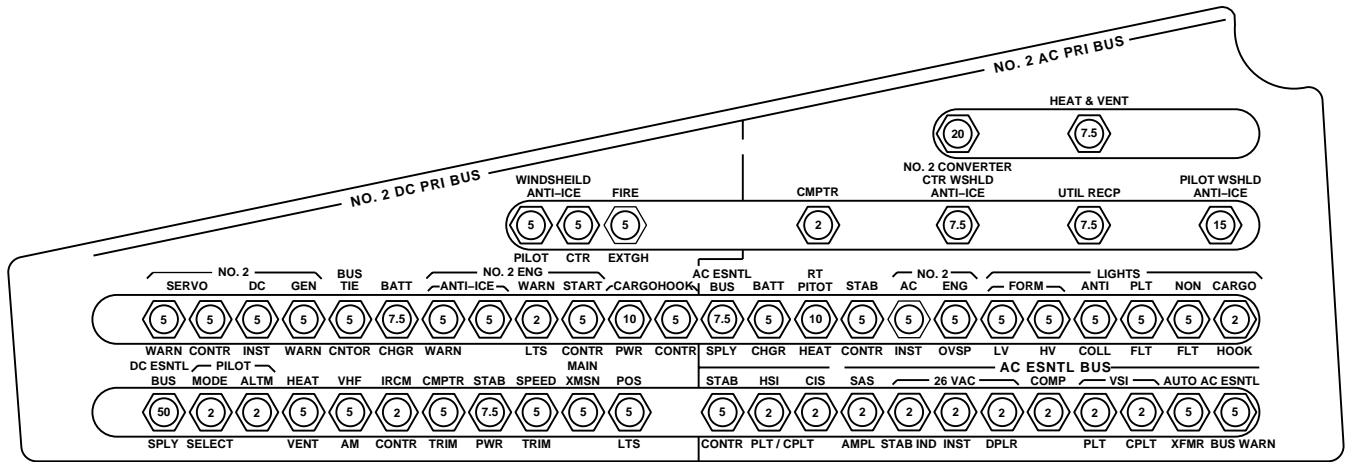 NO. 2 AC PRI BUS
HEAT & VENT
20 7.5
NO. 2 DC PRI BUS
NO. 2 CONVERTER
WINDSHEILD CTR WSHLD PILOT WSHLD
ANTI–ICE FIRE CMPTR ANTI–ICE UTIL RECP ANTI–ICE
5 5 5 2 7.5 7.5 15
PILOT CTR EXTGH
NO. 2 BUS NO. 2 ENG AC ESNTL RT NO. 2 LIGHTS
SERVO DC GEN TIE BATT ANTI–ICE WARN START CARGO HOOK BUS BATT PITOT STAB AC ENG FORM ANTI PLT NON CARGO
5 5 5 5 5 7.5 5 5 2 5 10 5 7.5 5 10 5 5 5 5 5 5 5 5 2
WARN CONTR INST WARN CNTOR CHGR WARN LTS CONTR PWR CONTR SPLY CHGR HEAT CONTR INST OVSP LV HV COLL FLT FLT HOOK
DC ESNTL PILOT MAIN AC ESNTL BUS
BUS MODE ALTM HEAT VHF IRCM CMPTR STAB SPEED XMSN POS STAB HSI CIS SAS 26 VAC COMP VSI AUTO AC ESNTL
50 2 2 5 5 2 5 7.5 5 5 5 5 2 2 2 2 2 2 2 2 2 5 5
SPLY SELECT VENT AM CONTR TRIM PWR TRIM LTS CONTR PLT / CPLT AMPL STAB IND INST DPLR PLT CPLT XFMR BUS WARN